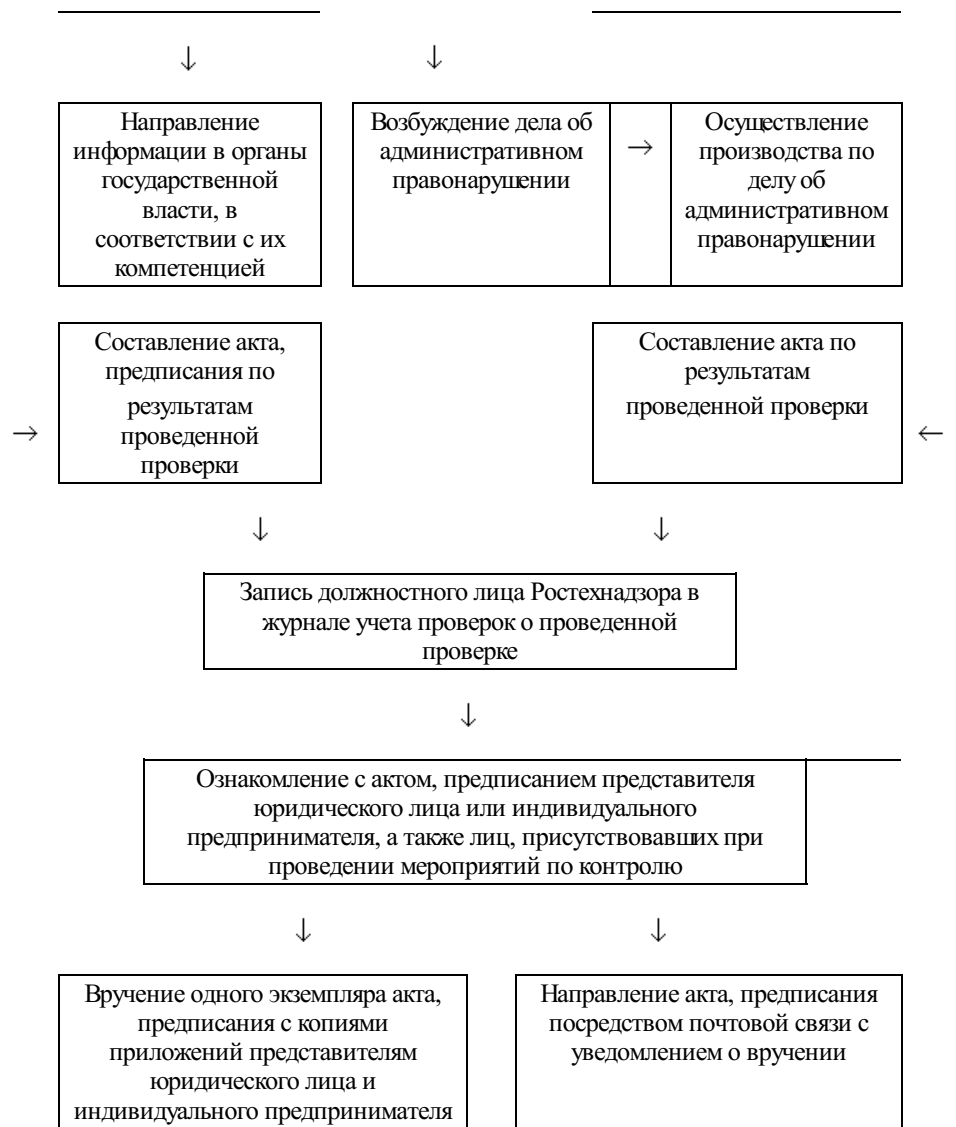 ↓ ↓
Направление
информации в органы
государственной
власти, в
соответствии с их
компетенцией
Возбуждение дела об
административном
правонарушении
→
Осуществление
производства по
делу об
административном
правонарушении
→
Составление акта,
предписания по
результатам
проведенной
проверки
Составление акта по
результатам
проведенной проверки
←
↓ ↓
Запись должностного лица Ростехнадзора в
журнале учета проверок о проведенной
проверке
↓
Ознакомление с актом, предписанием представителя
юридического лица или индивидуального
предпринимателя, а также лиц, присутствовавших при
проведении мероприятий по контролю
↓ ↓
Вручение одного экземпляра акта,
предписания с копиями
приложений представителям
юридического лица и
индивидуального предпринимателя
Направление акта, предписания
посредством почтовой связи с
уведомлением о вручении